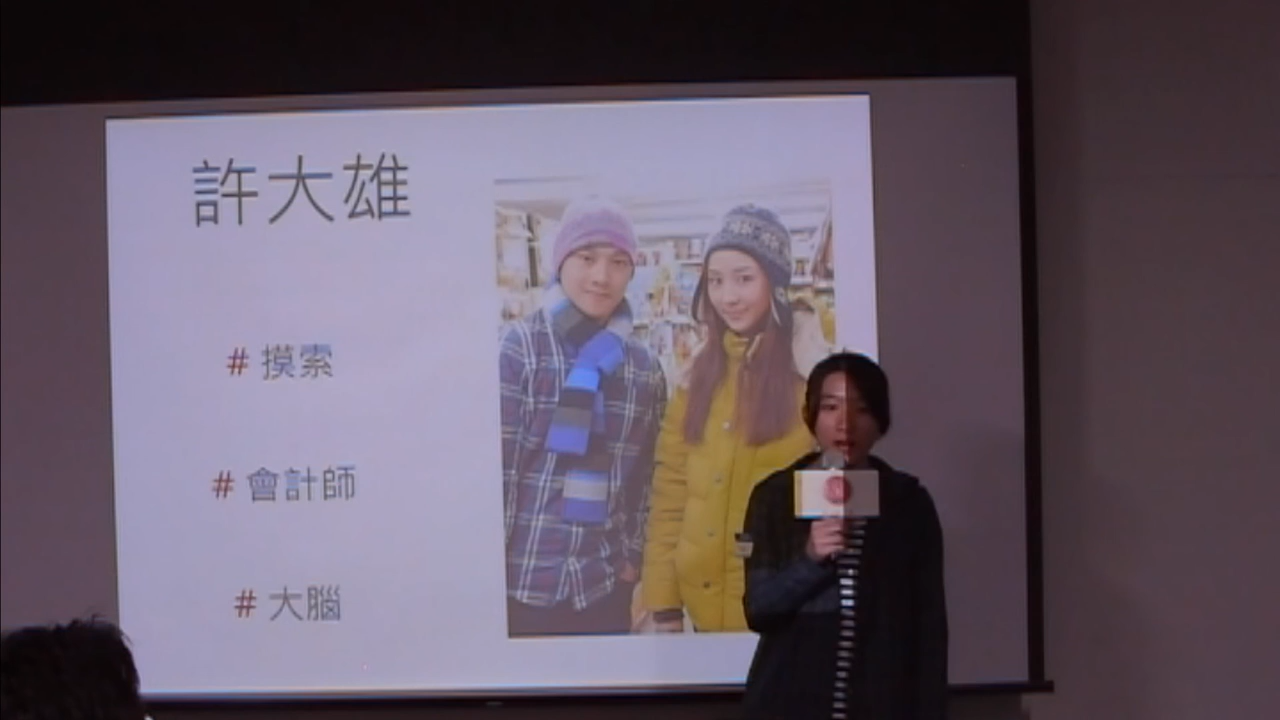 許大雄
# 摸索
# 會計師
# 大腦